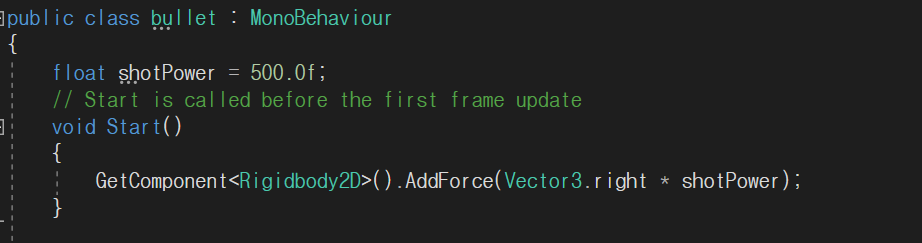 public class bullet : MonoBehaviour
{
float shotPower = 500.0f;
// Start is called before the first frame update
void Start()
{
GetComponent<Rigidbody2D>().AddForce(Vector3.right * shotPower);
}